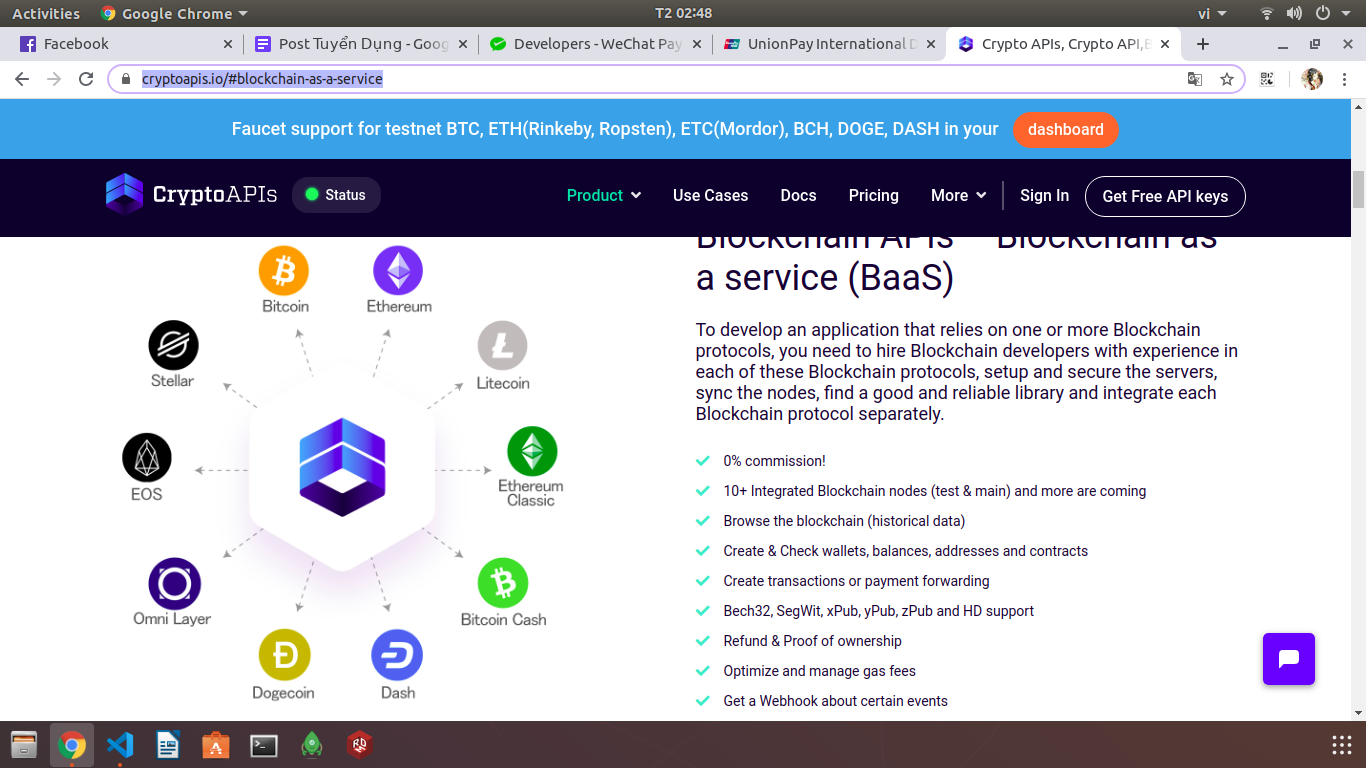 Activities
Google Chrome
T2 02:48
vi
Facebook
Post Tuyển Dụng - Goog
Developers - WeChat Pay
UnionPay International D
Crypto APIs, Crypto API,B
cryptoapis.io/#blockchain-as-a-service
Faucet support for testnet BTC, ETH(Rinkeby, Ropsten), ETC(Mordor), BCH, DOGE, DASH in your
dashboard
CryptoAPIs
Status
Product
Use Cases
Docs
Pricing
More
Sign In
Get Free API keys
Bitcoin
Ethereum
Stellar
Litecoin
EOS
Ethereum
Classic
Omni Layer
Bitcoin Cash
Dogecoin
Dash
Blockchain APIs – Blockchain as
a service (BaaS)
To develop an application that relies on one or more Blockchain
protocols, you need to hire Blockchain developers with experience in
each of these Blockchain protocols, setup and secure the servers,
sync the nodes, find a good and reliable library and integrate each
Blockchain protocol separately.
0% commission!
10+ Integrated Blockchain nodes (test & main) and more are coming
Browse the blockchain (historical data)
Create & Check wallets, balances, addresses and contracts
Create transactions or payment forwarding
Bech32, SegWit, xPub, yPub, zPub and HD support
Refund & Proof of ownership
Optimize and manage gas fees
Get a Webhook about certain events